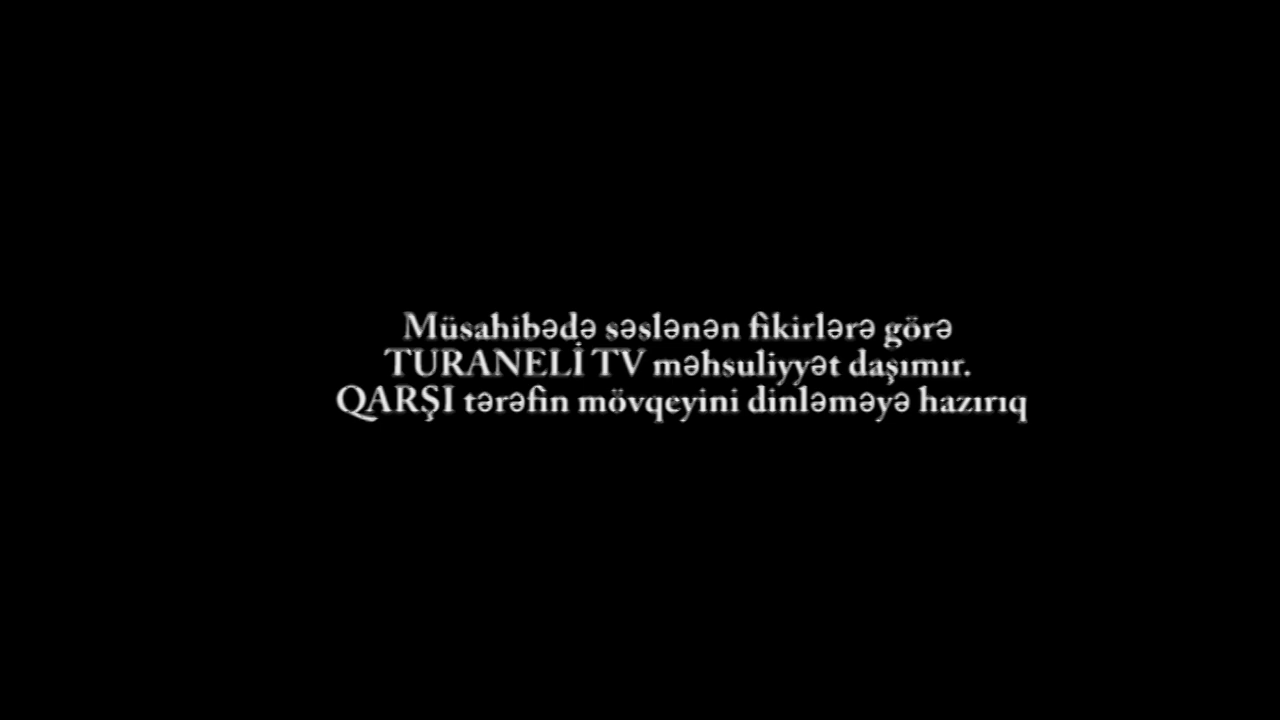 Müsahibədə səslənən fikirlərə görə
TURANELİ TV məhsuliyyət daşımır.
QARŞI tərəfin mövqeyini dinləməyə hazırıq